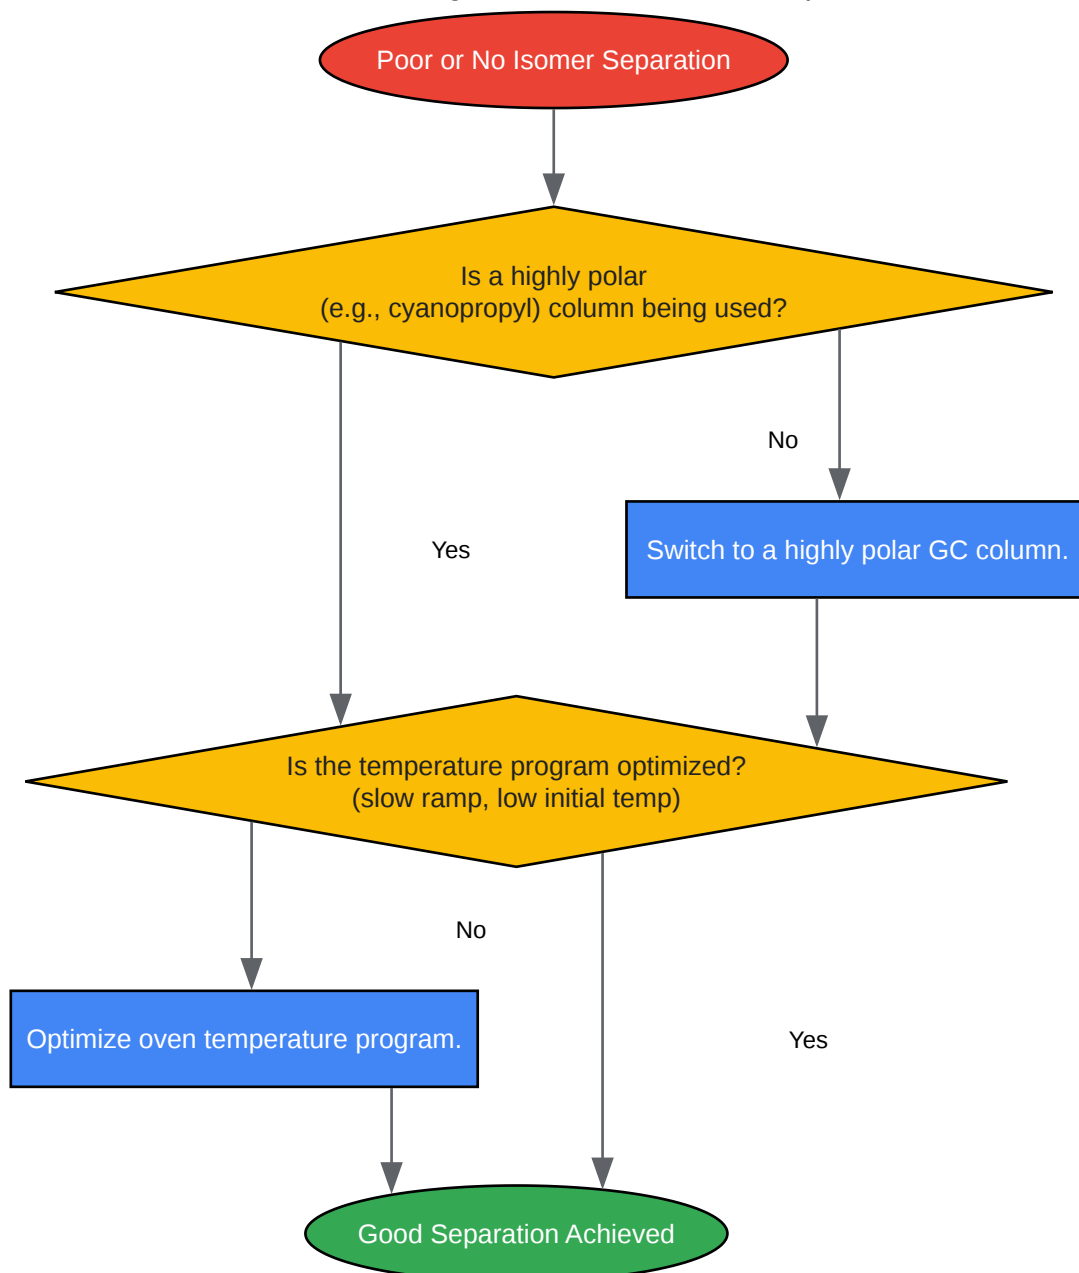 Poor or No Isomer Separation
Is a highly polar
(e.g., cyanopropyl) column being used?
No
Yes
Switch to a highly polar GC column.
Is the temperature program optimized?
(slow ramp, low initial temp)
No
Optimize oven temperature program.
Yes
Good Separation Achieved